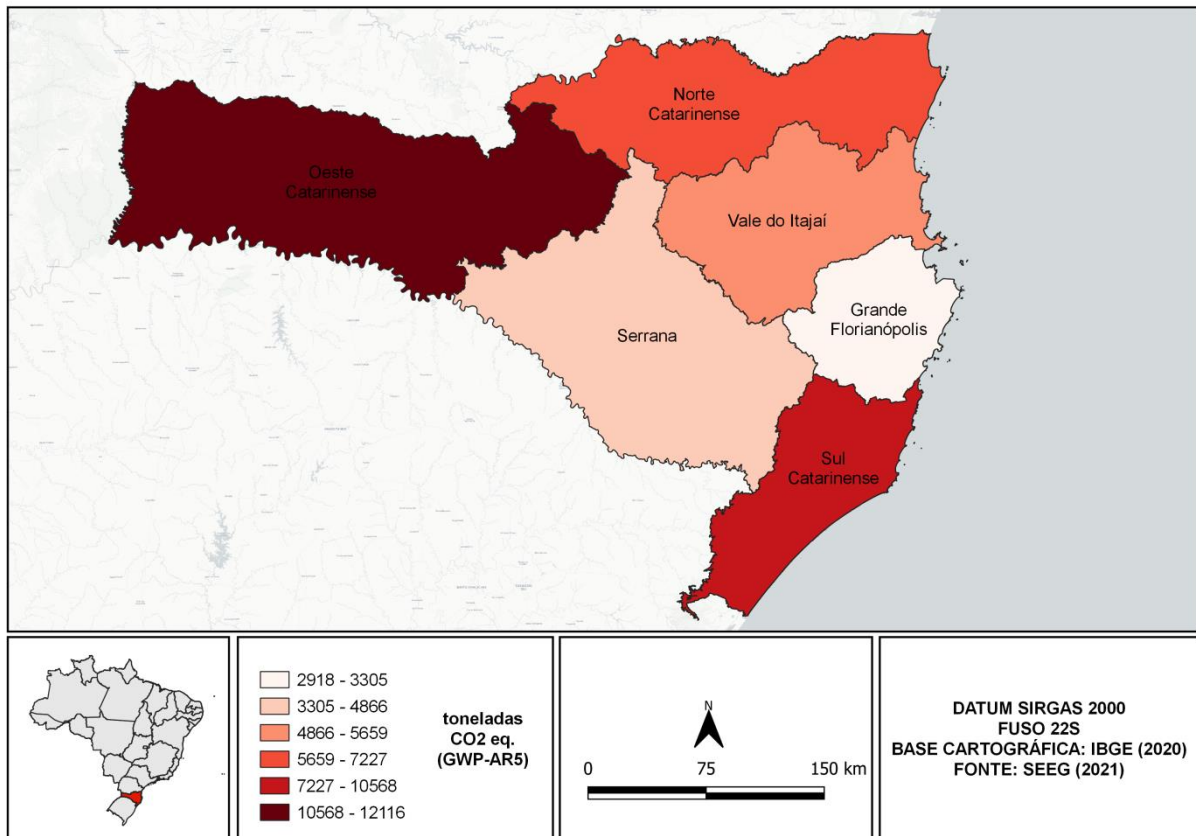 Norte
Catarinense
Oeste
Catarinense
Vale do Itajaí
Grande
Florianópolis
Serrana
Sul
Catarinense
2918 - 3305
3305 - 4866
4866 - 5659
5659 - 7227
7227 - 10568
10568 - 12116
toneladas
CO2 eq.
(GWP-AR5)
N
0 75 150 km
DATUM SIRGAS 2000
FUSO 22S
BASE CARTOGRÁFICA: IBGE (2020)
FONTE: SEEG (2021)